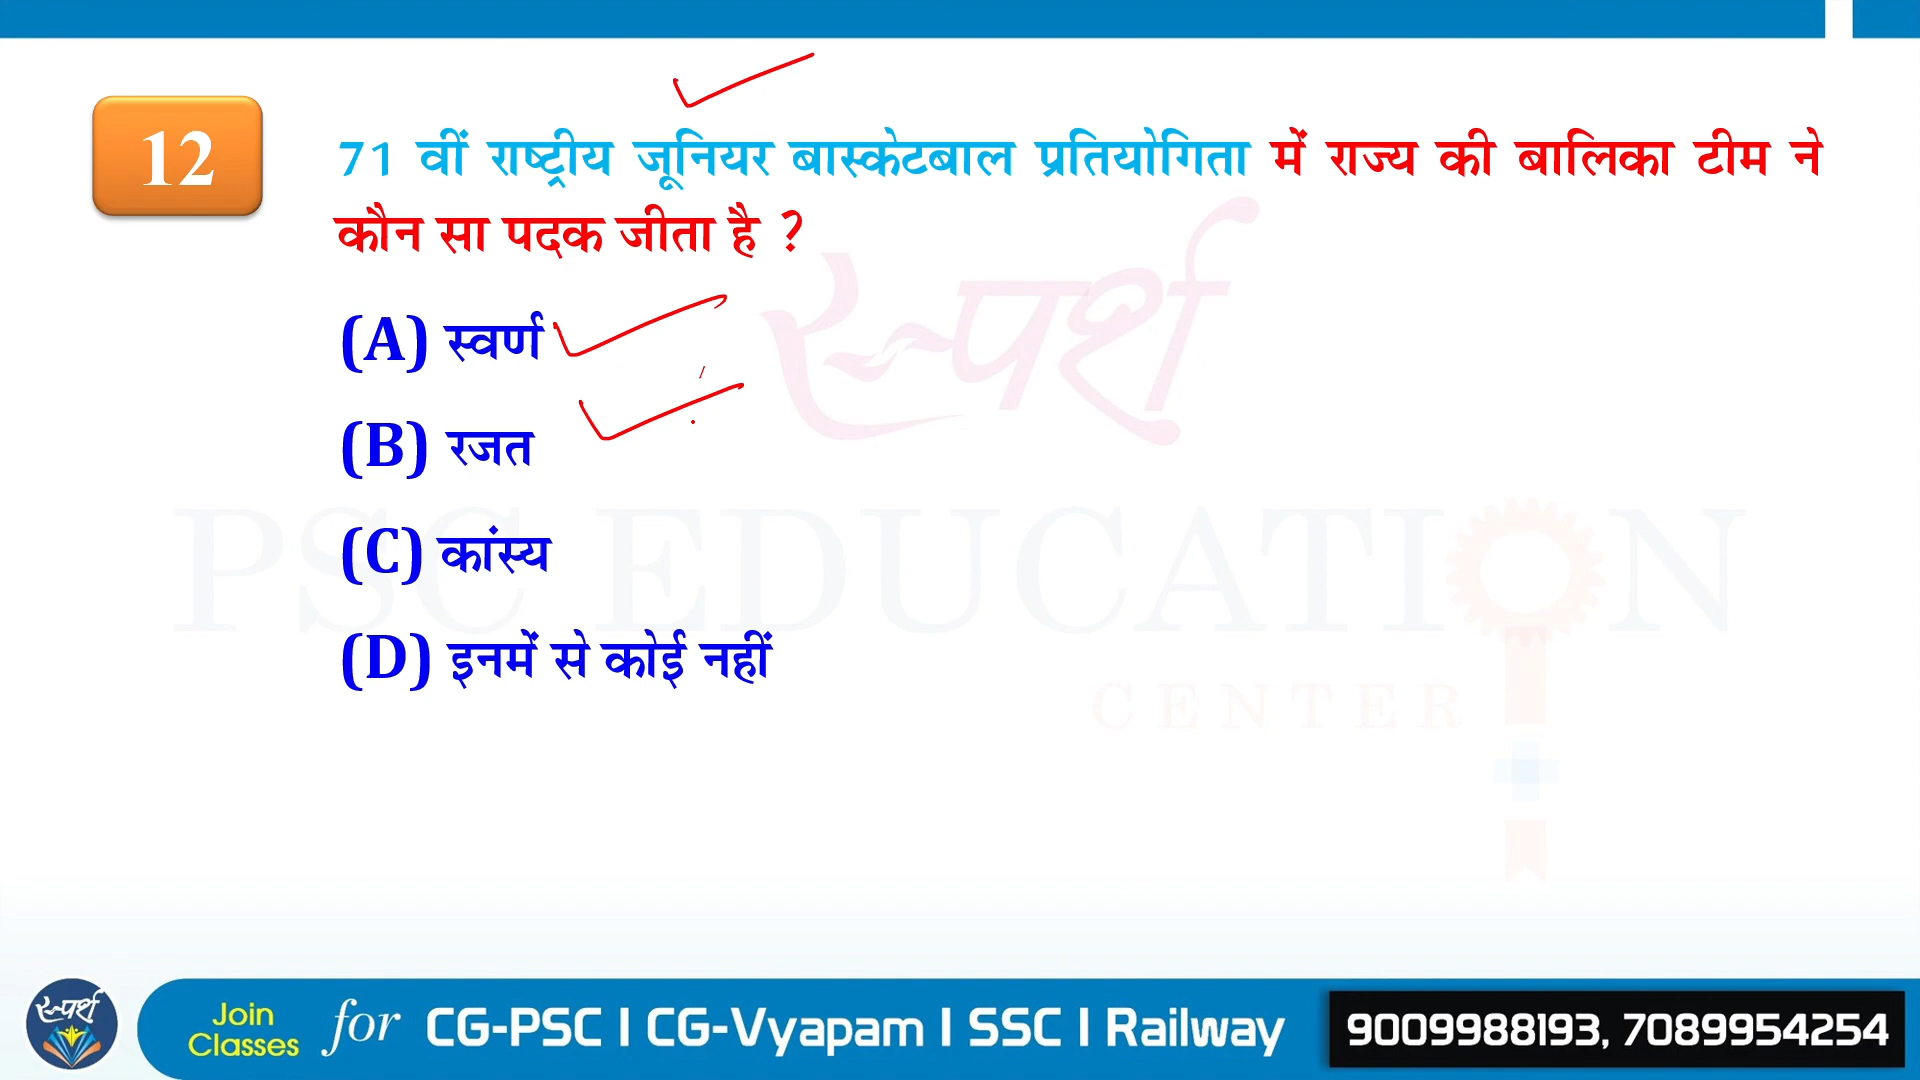 12
71 वीं राष्ट्रीय जूनियर बास्केटबाल प्रतियोगिता में राज्य की बालिका टीम ने
कौन सा पदक जीता है ?
(A) स्वर्ण
(B) रजत
(C) कांस्य
(D) इनमें से कोई नहीं
स्पर्श
PSC EDUCATION
CENTER
स्पर्श
Join
Classes
for
CG-PSC I CG-Vyapam I SSC I Railway
9009988193, 7089954254